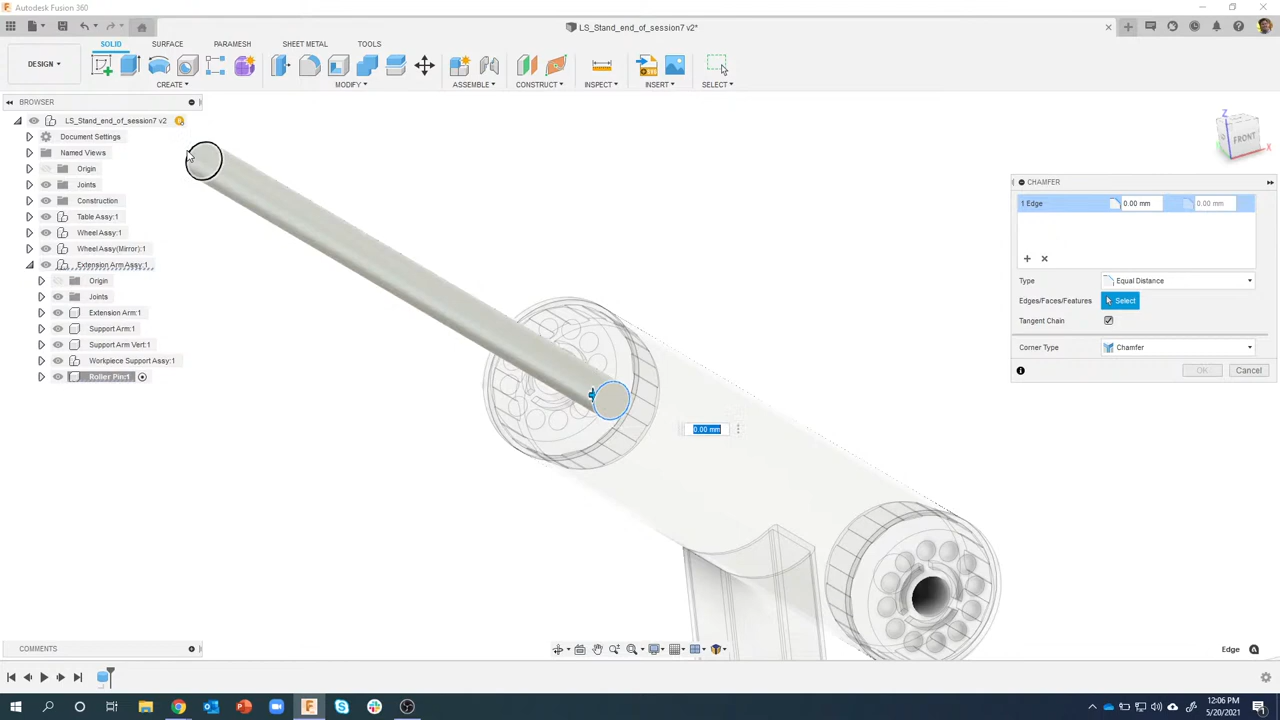 Autodesk Fusion 360
LS_Stand_end_of_session7 v2*
DESIGN
SOLID
SURFACE
PARAMESH
SHEET METAL
TOOLS
CREATE
MODIFY
ASSEMBLE
CONSTRUCT
INSPECT
INSERT
SELECT
BROWSER
LS_Stand_end_of_session7 v2
Document Settings
Named Views
Origin
Joints
Construction
Table Assy:1
Wheel Assy:1
Wheel Assy(Mirror):1
Extension Arm Assy:1
Origin
Joints
Extension Arm:1
Support Arm:1
Support Arm Vert:1
Workpiece Support Assy:1
Roller Pin:1
Z
FRONT
X
CHAMFER
1 Edge
0.00 mm
0.00 mm
Type
Equal Distance
Edges/Faces/Features
Select
Tangent Chain
Corner Type
Chamfer
OK
Cancel
0.00 mm
COMMENTS
Edge
12:06 PM
5/20/2021